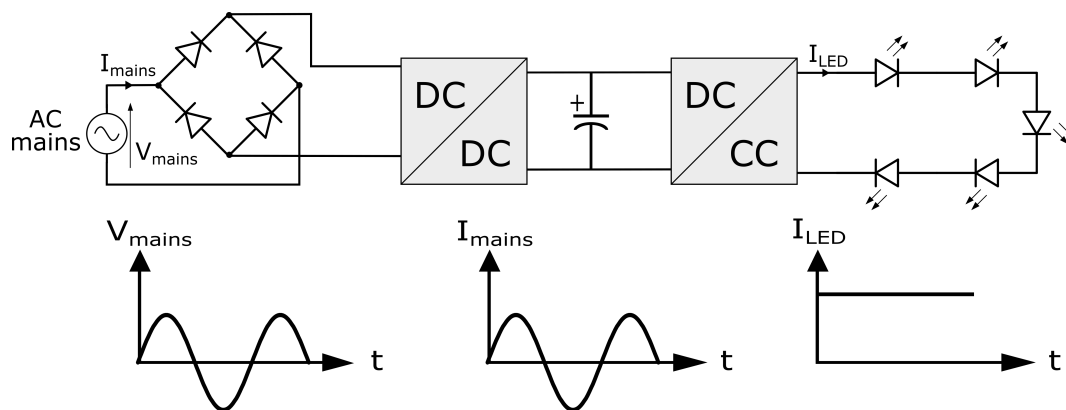 I_mains
AC
mains
V_mains
DC
DC
+
DC
CC
I_LED
V_mains
t
I_mains
t
I_LED
t